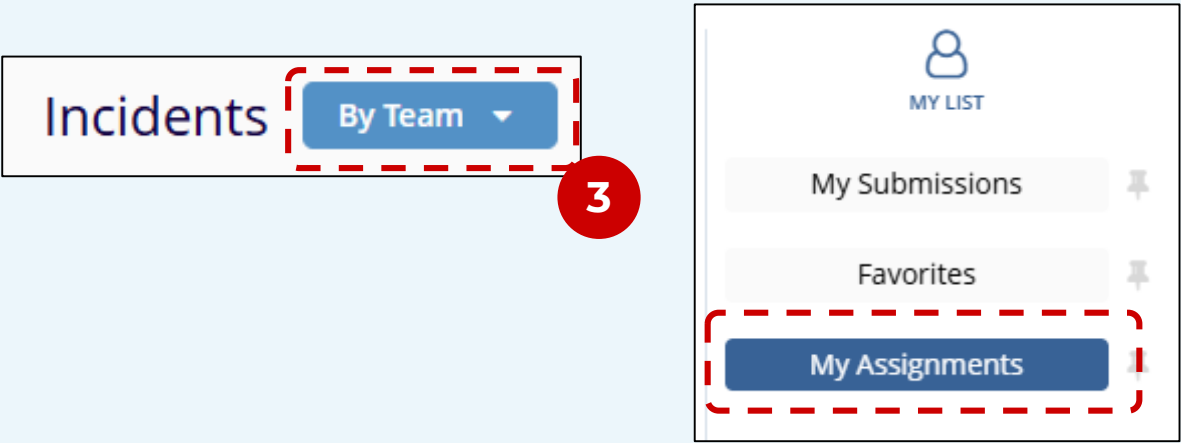 Incidents
By Team
3
MY LIST
My Submissions
Favorites
My Assignments